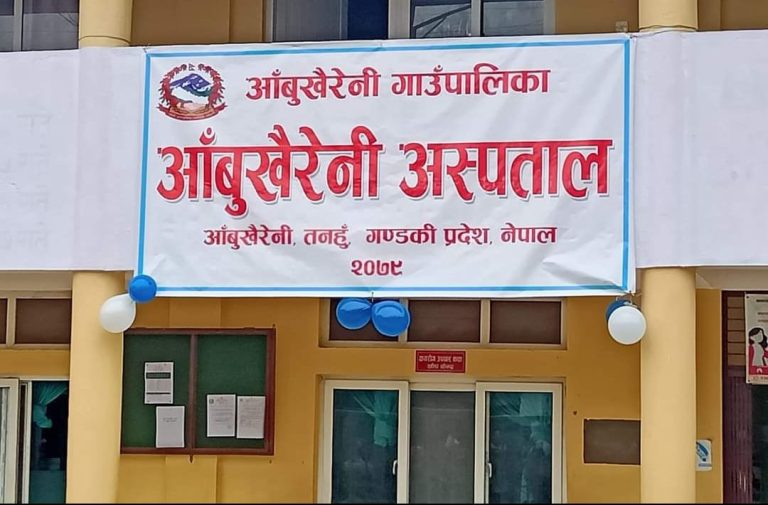 आँबुखैरेनी गाउँपालिका
आँबुखैरेनी अस्पताल
आँबुखैरेनी, तनहुँ, गण्डकी प्रदेश, नेपाल
२०७९